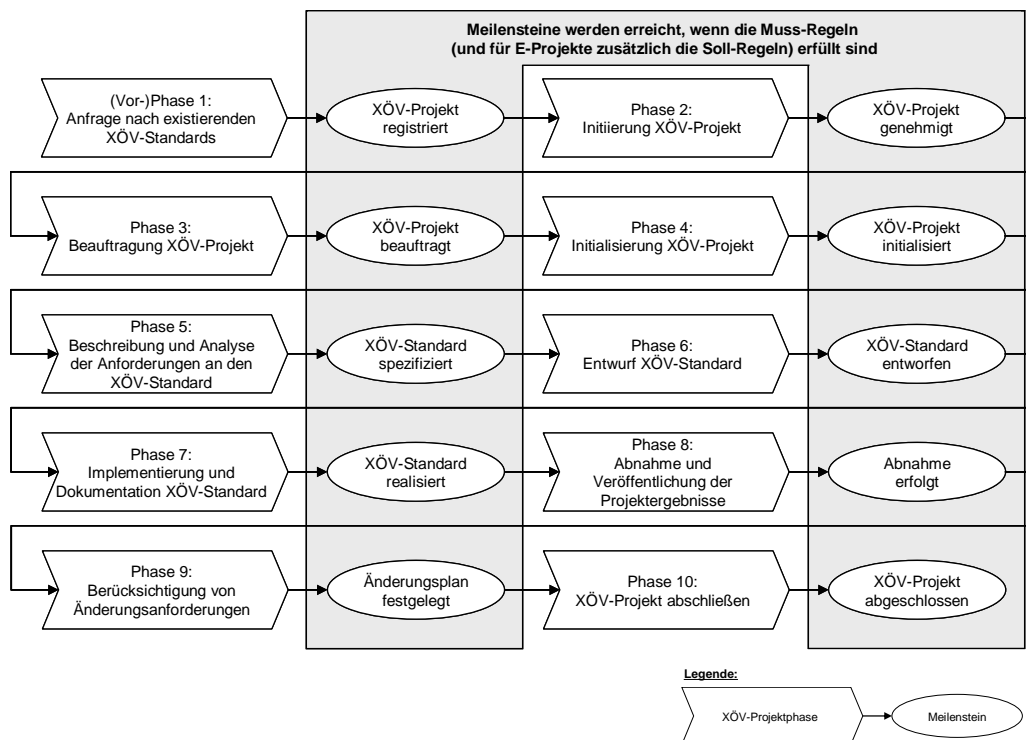 Meilensteine werden erreicht, wenn die Muss-Regeln
(und für E-Projekte zusätzlich die Soll-Regeln) erfüllt sind
(Vor-)Phase 1:
Anfrage nach existierenden
XÖV-Standards
XÖV-Projekt
registriert
Phase 2:
Initiierung XÖV-Projekt
XÖV-Projekt
genehmigt
Phase 3:
Beauftragung XÖV-Projekt
XÖV-Projekt
beauftragt
Phase 4:
Initialisierung XÖV-Projekt
XÖV-Projekt
initialisiert
Phase 5:
Beschreibung und Analyse
der Anforderungen an den
XÖV-Standard
XÖV-Standard
spezifiziert
Phase 6:
Entwurf XÖV-Standard
XÖV-Standard
entworfen
Phase 7:
Implementierung und
Dokumentation XÖV-Standard
XÖV-Standard
realisiert
Phase 8:
Abnahme und
Veröffentlichung der
Projektergebnisse
Abnahme
erfolgt
Phase 9:
Berücksichtigung von
Änderungsanforderungen
Änderungsplan
festgelegt
Phase 10:
XÖV-Projekt abschließen
XÖV-Projekt
abgeschlossen
Legende:
XÖV-Projektphase
Meilenstein